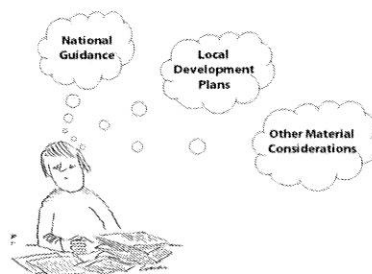 National
Guidance
Local
Development
Plans
Other Material
Considerations